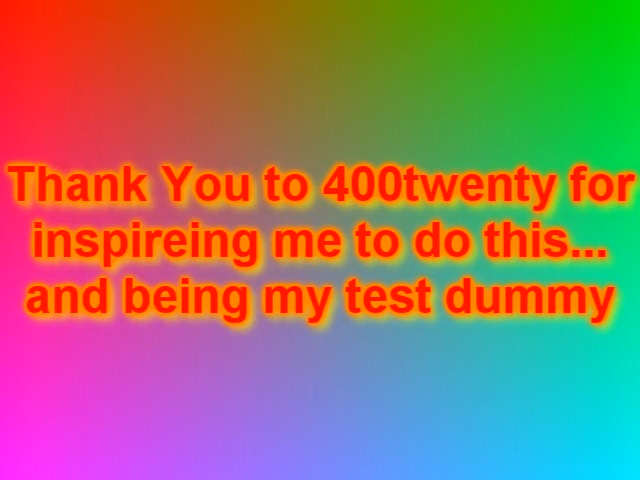 Thank You to 400twenty for
inspireing me to do this...
and being my test dummy